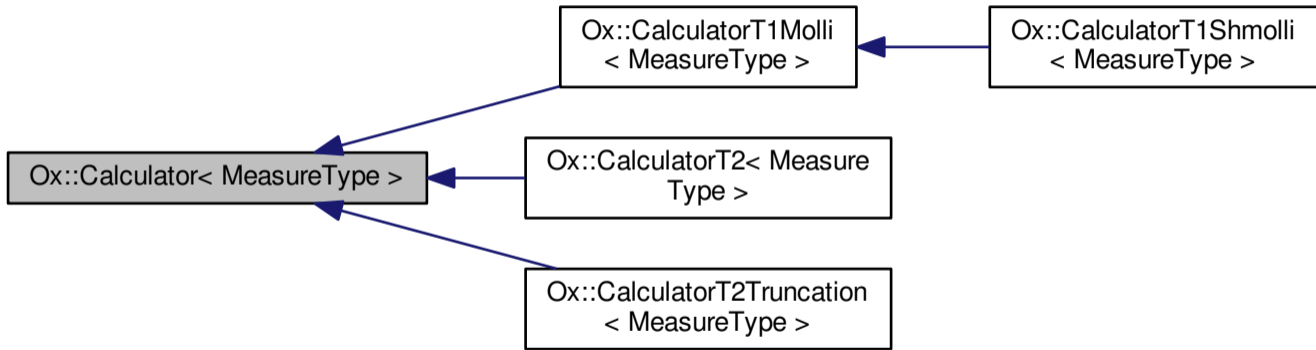 Ox::CalculatorT1Molli
< MeasureType >
Ox::CalculatorT1Shmolli
< MeasureType >
Ox::Calculator< MeasureType >
Ox::CalculatorT2< Measure
Type >
Ox::CalculatorT2Truncation
< MeasureType >